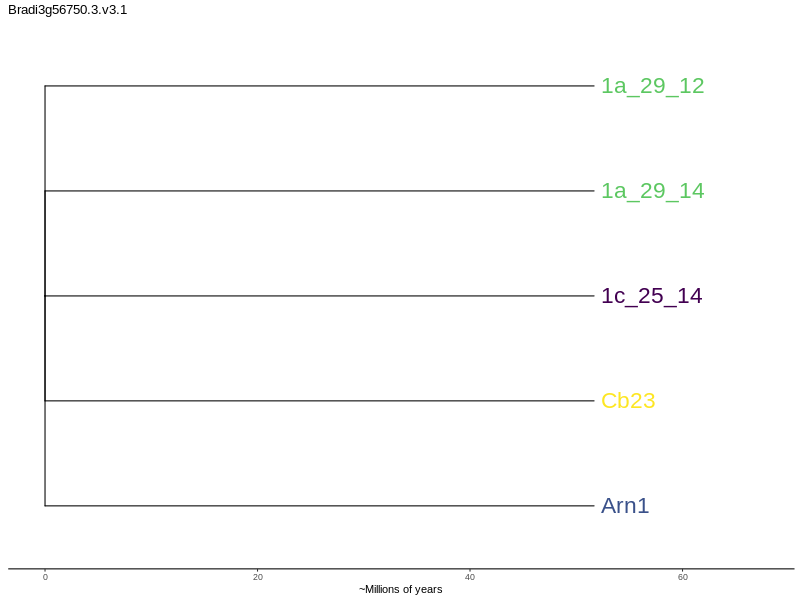 Bradi3g56750.3.v3.1
1a_29_12
1a_29_14
1c_25_14
Cb23
Arn1
0 20 40 60
~Millions of years